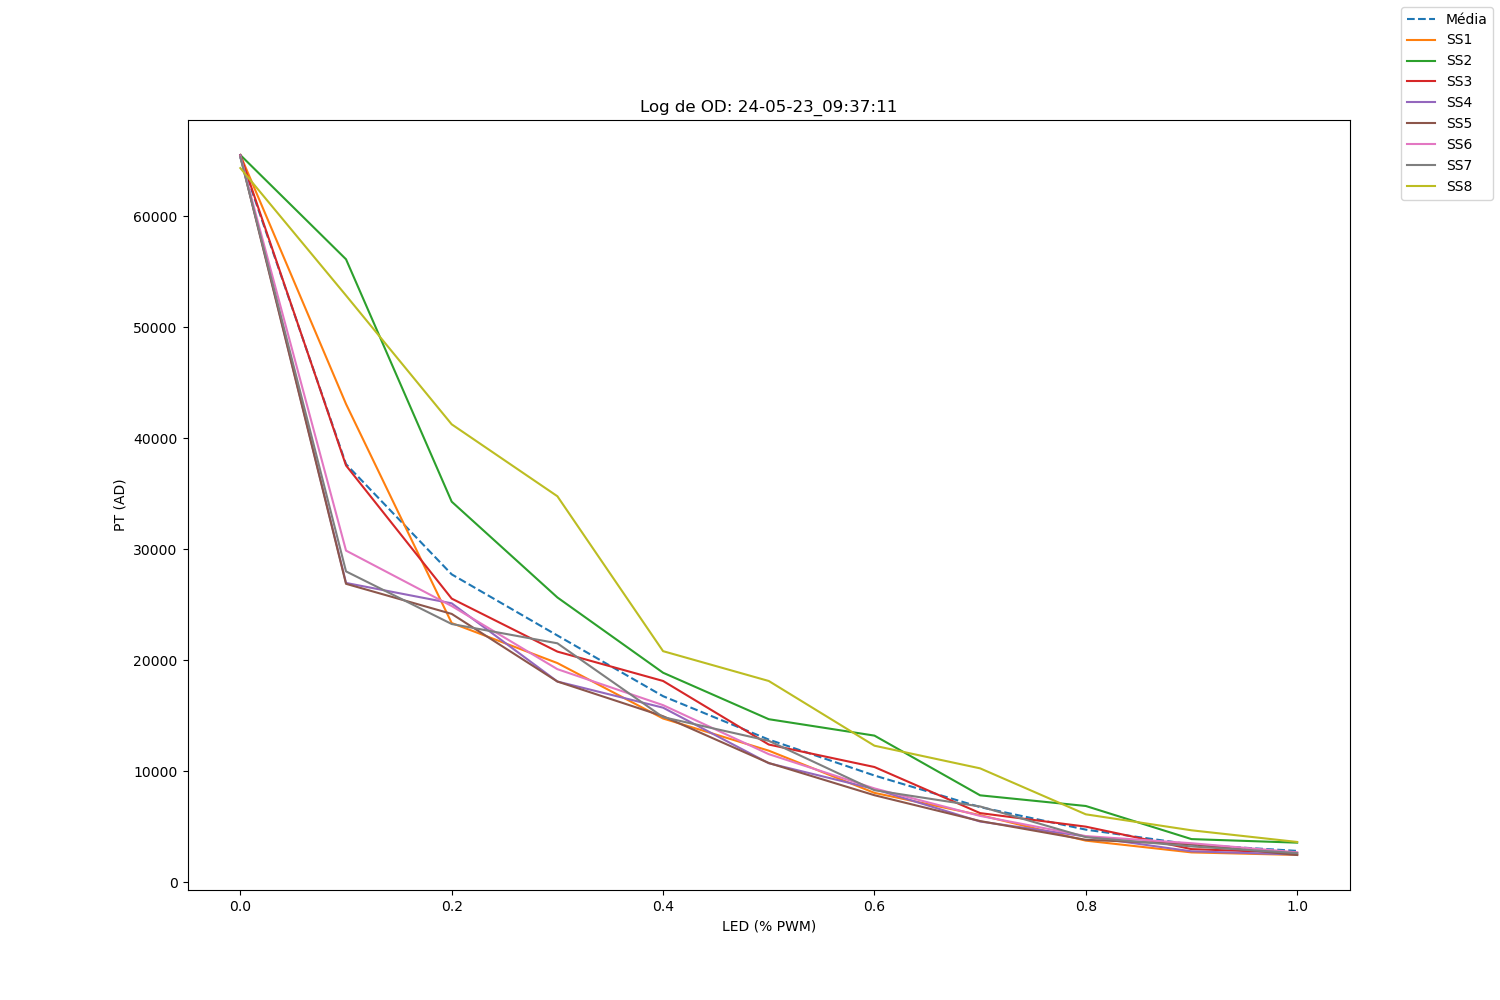 Média
SS1
SS2
SS3
SS4
SS5
SS6
SS7
SS8
Log de OD: 24-05-23_09:37:11
60000
50000
40000
30000
20000
10000
0
PT (AD)
0.0 0.2 0.4 0.6 0.8 1.0
LED (% PWM)